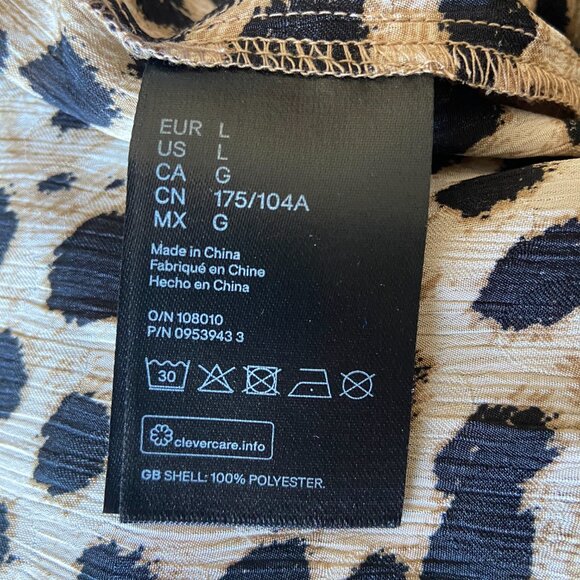 EUR L
US L
CA G
CN 175/104A
MX G
Made in China
Fabriqué en Chine
Hecho en China
O/N 108010
P/N 0953943 3
30
clevercare.info
GB SHELL: 100% POLYESTER.